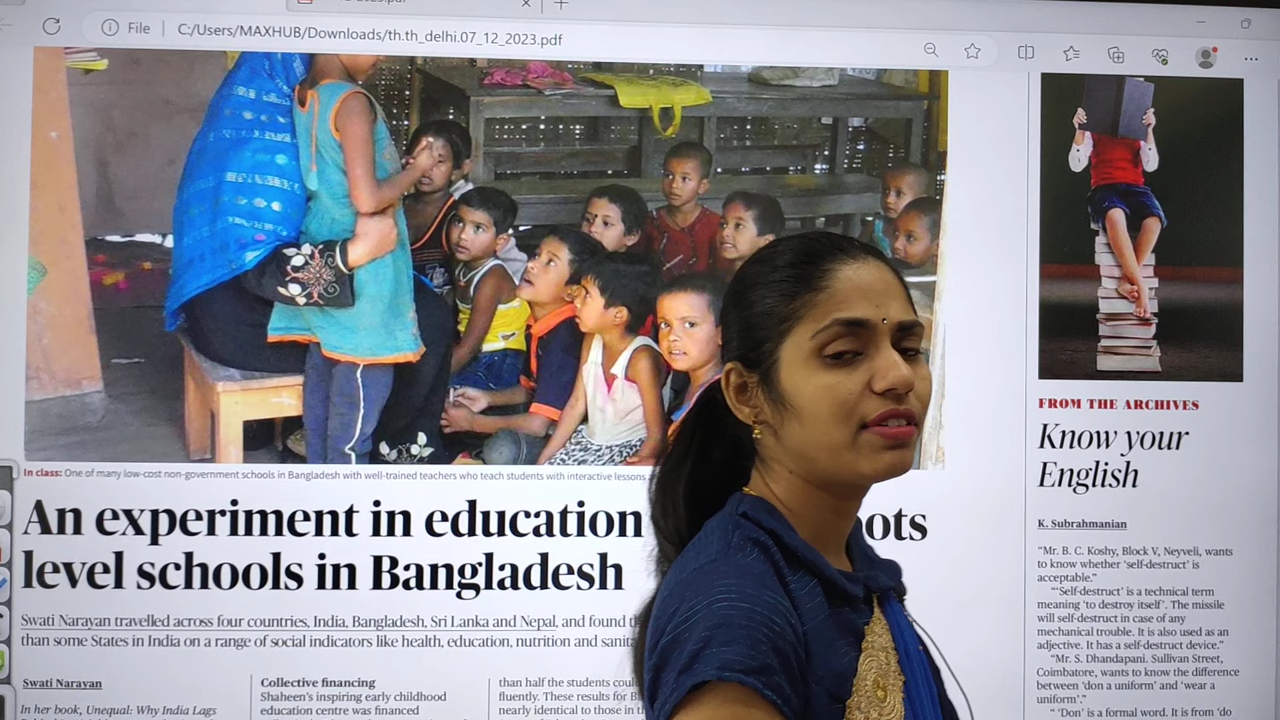 File
C:/Users/MAXHUB/Downloads/th.th_delhi.07_12_2023.pdf
In class: One of many low-cost non-government schools in Bangladesh with well-trained teachers who teach students with interactive lessons
An experiment in education
level schools in Bangladesh
Swati Narayan travelled across four countries, India, Bangladesh, Sri Lanka and Nepal, and found
than some States in India on a range of social indicators like health, education, nutrition and
Swati Narayan
In her book, Unequal: Why India Lags
Collective financing
Shaheen's inspiring early childhood
education centre was financed
than half the students
fluently. These results for
nearly identical to those in
FROM THE ARCHIVES
Know your
English
K. Subrahmanian
"Mr. B. C. Koshy, Block V, Neyveli, wants
to know whether 'self-destruct' is
acceptable."
"'Self-destruct' is a technical term
meaning 'to destroy itself'. The missile
will self-destruct in case of any
mechanical trouble. It is also used as an
adjective. It has a self-destruct device."
"Mr. S. Dhandapani. Sullivan Street,
Coimbatore, wants to know the difference
between 'don a uniform' and 'wear a
uniform'."
"'Don' is a formal word. It is from 'do